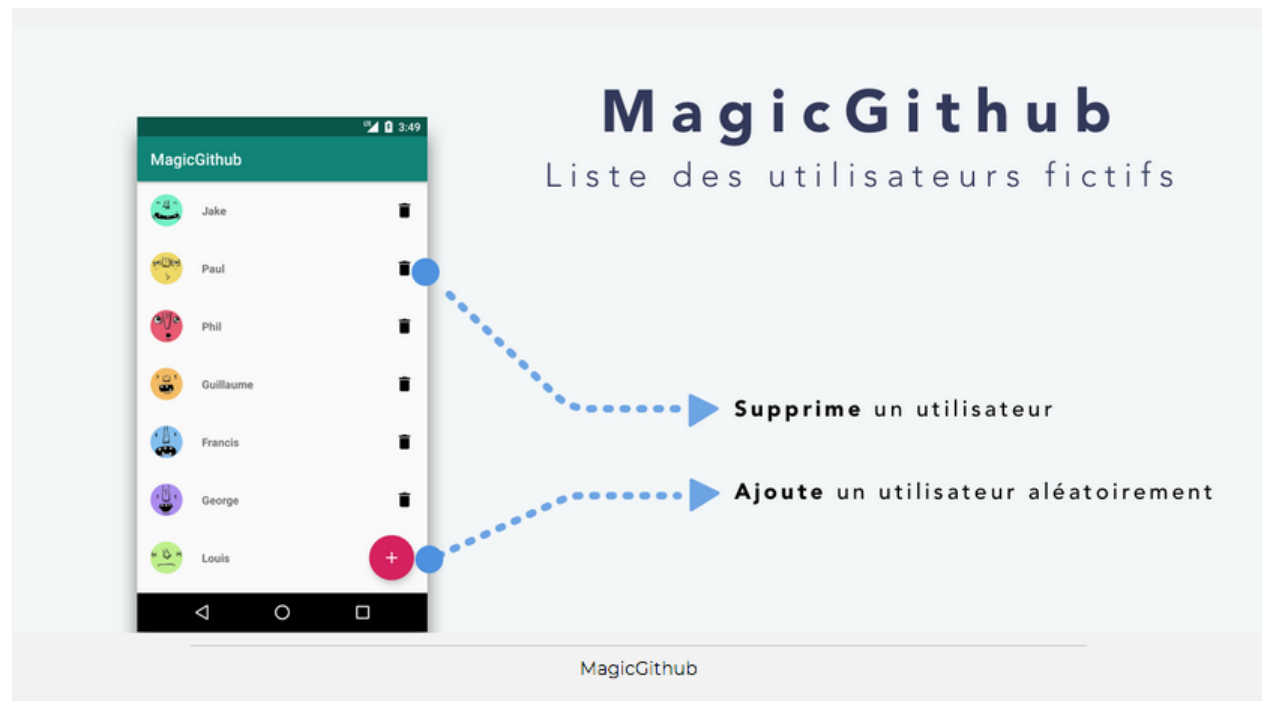 MagicGithub
Liste des utilisateurs fictifs
3:49
MagicGithub
Jake
Paul
Phil
Guillaume
Francis
George
Louis
+
Supprime un utilisateur
Ajoute un utilisateur aléatoirement
MagicGithub